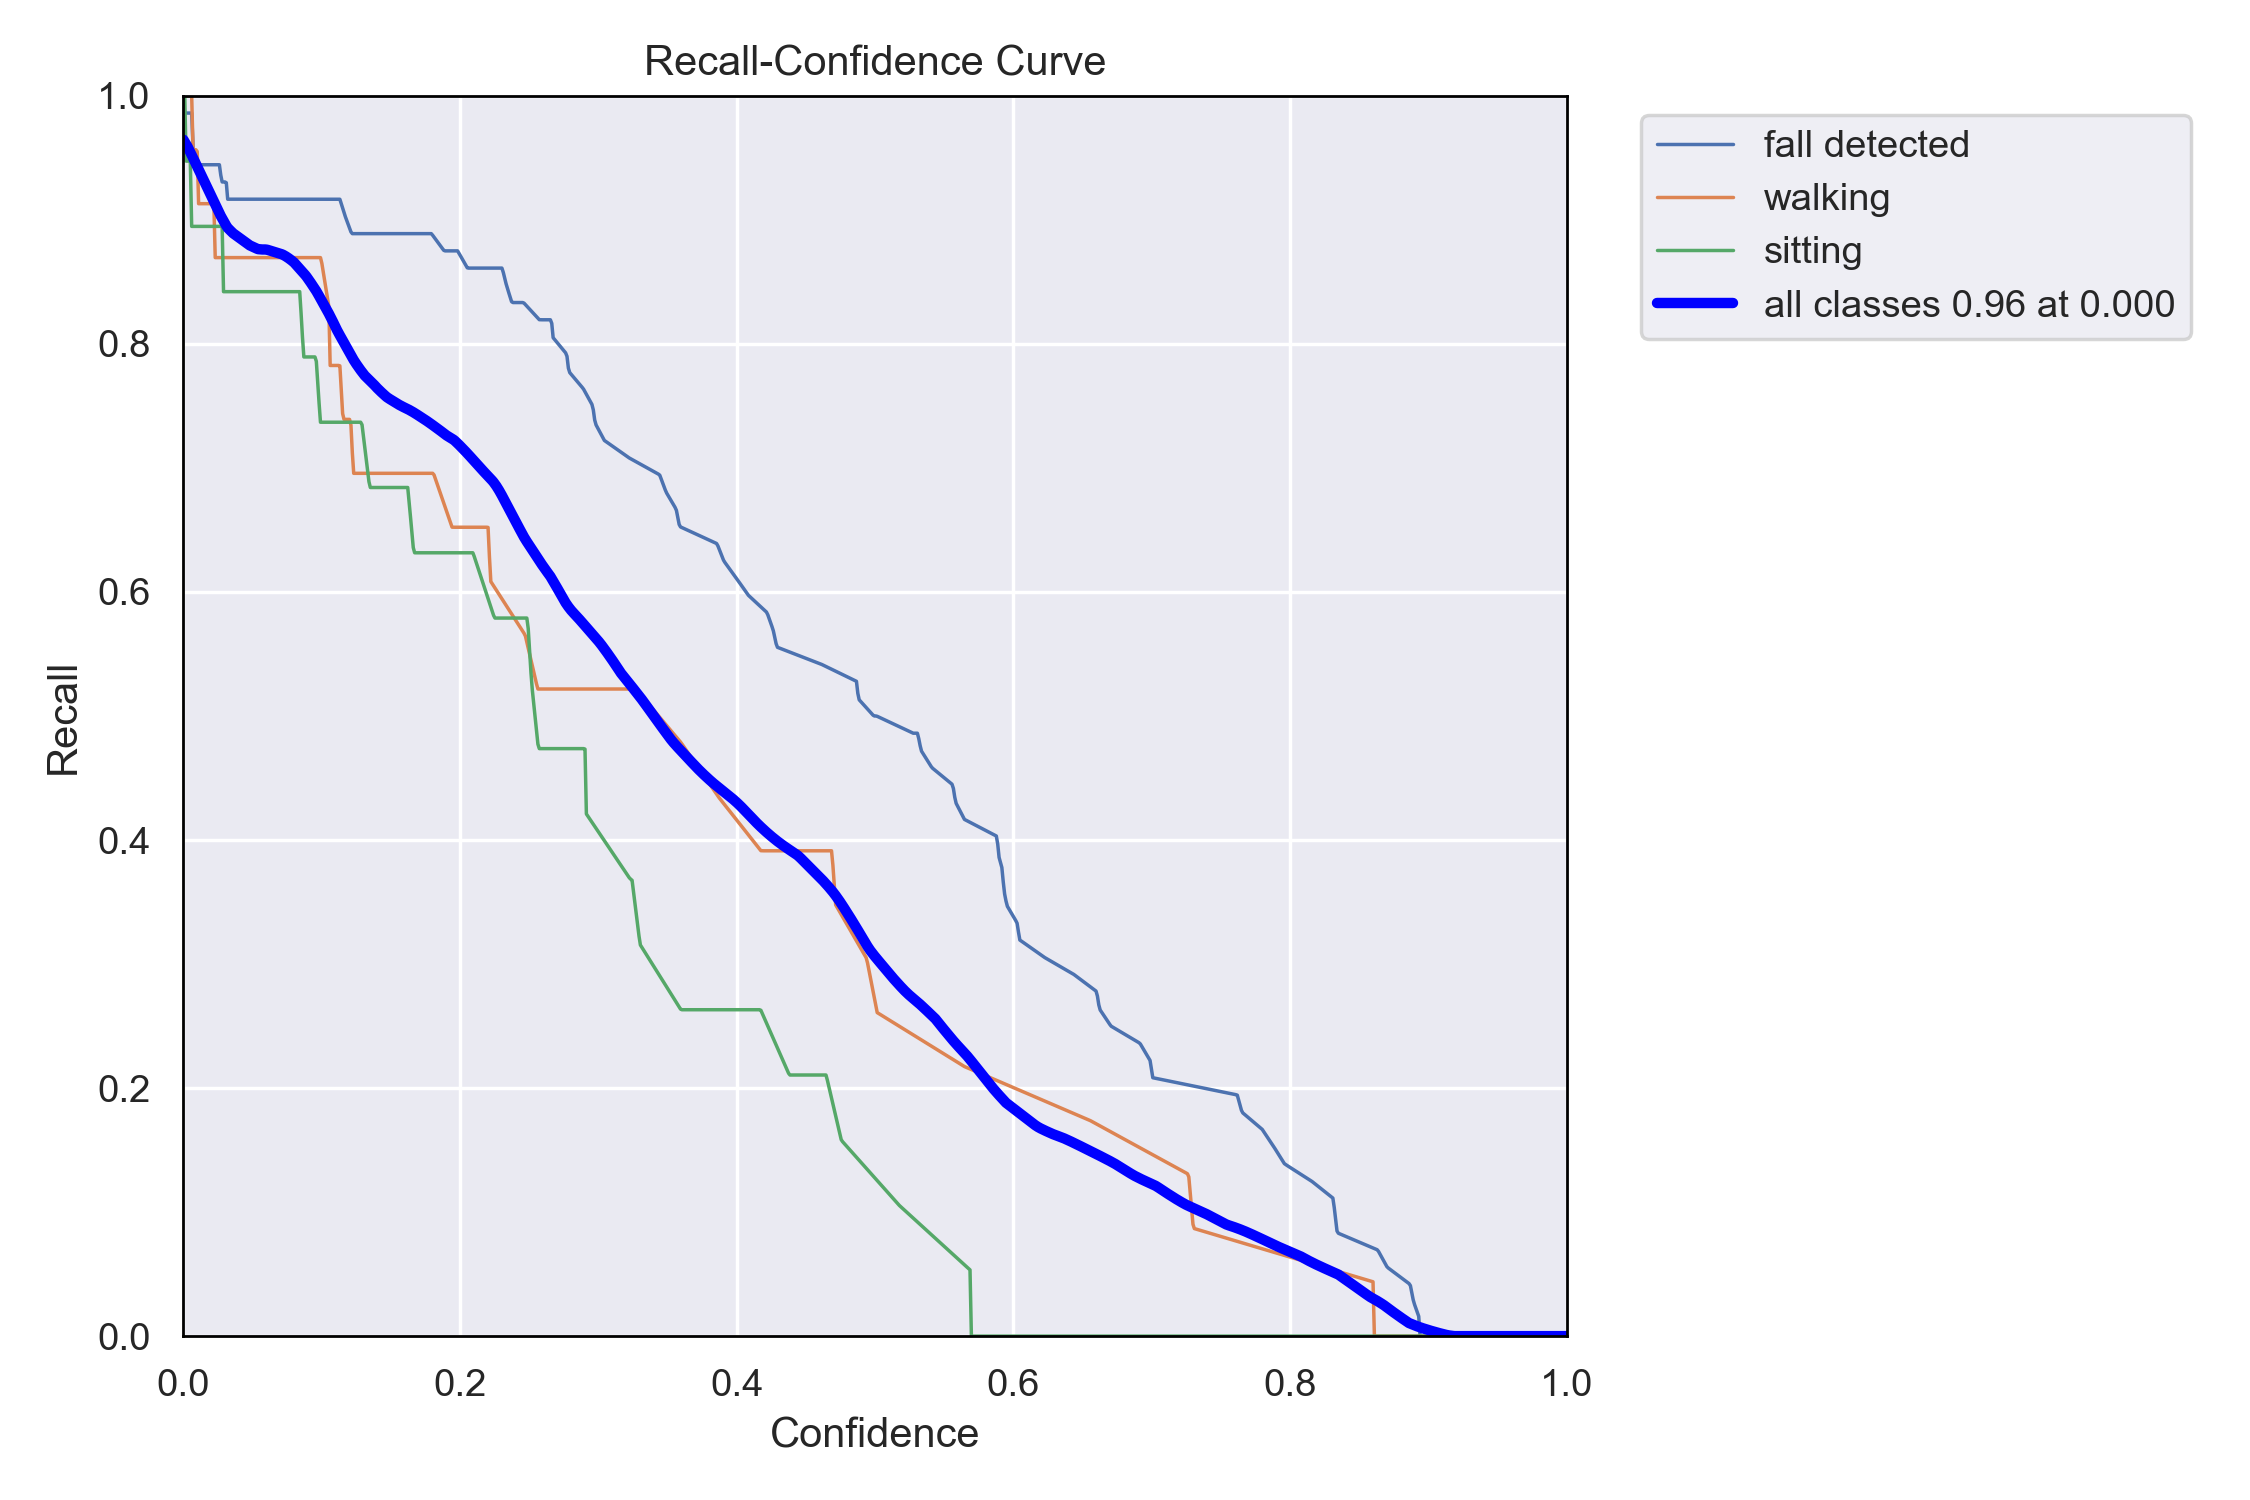 Recall-Confidence Curve
1.0
0.8
0.6
0.4
0.2
0.0
Recall
0.0 0.2 0.4 0.6 0.8 1.0
Confidence
fall detected
walking
sitting
all classes 0.96 at 0.000